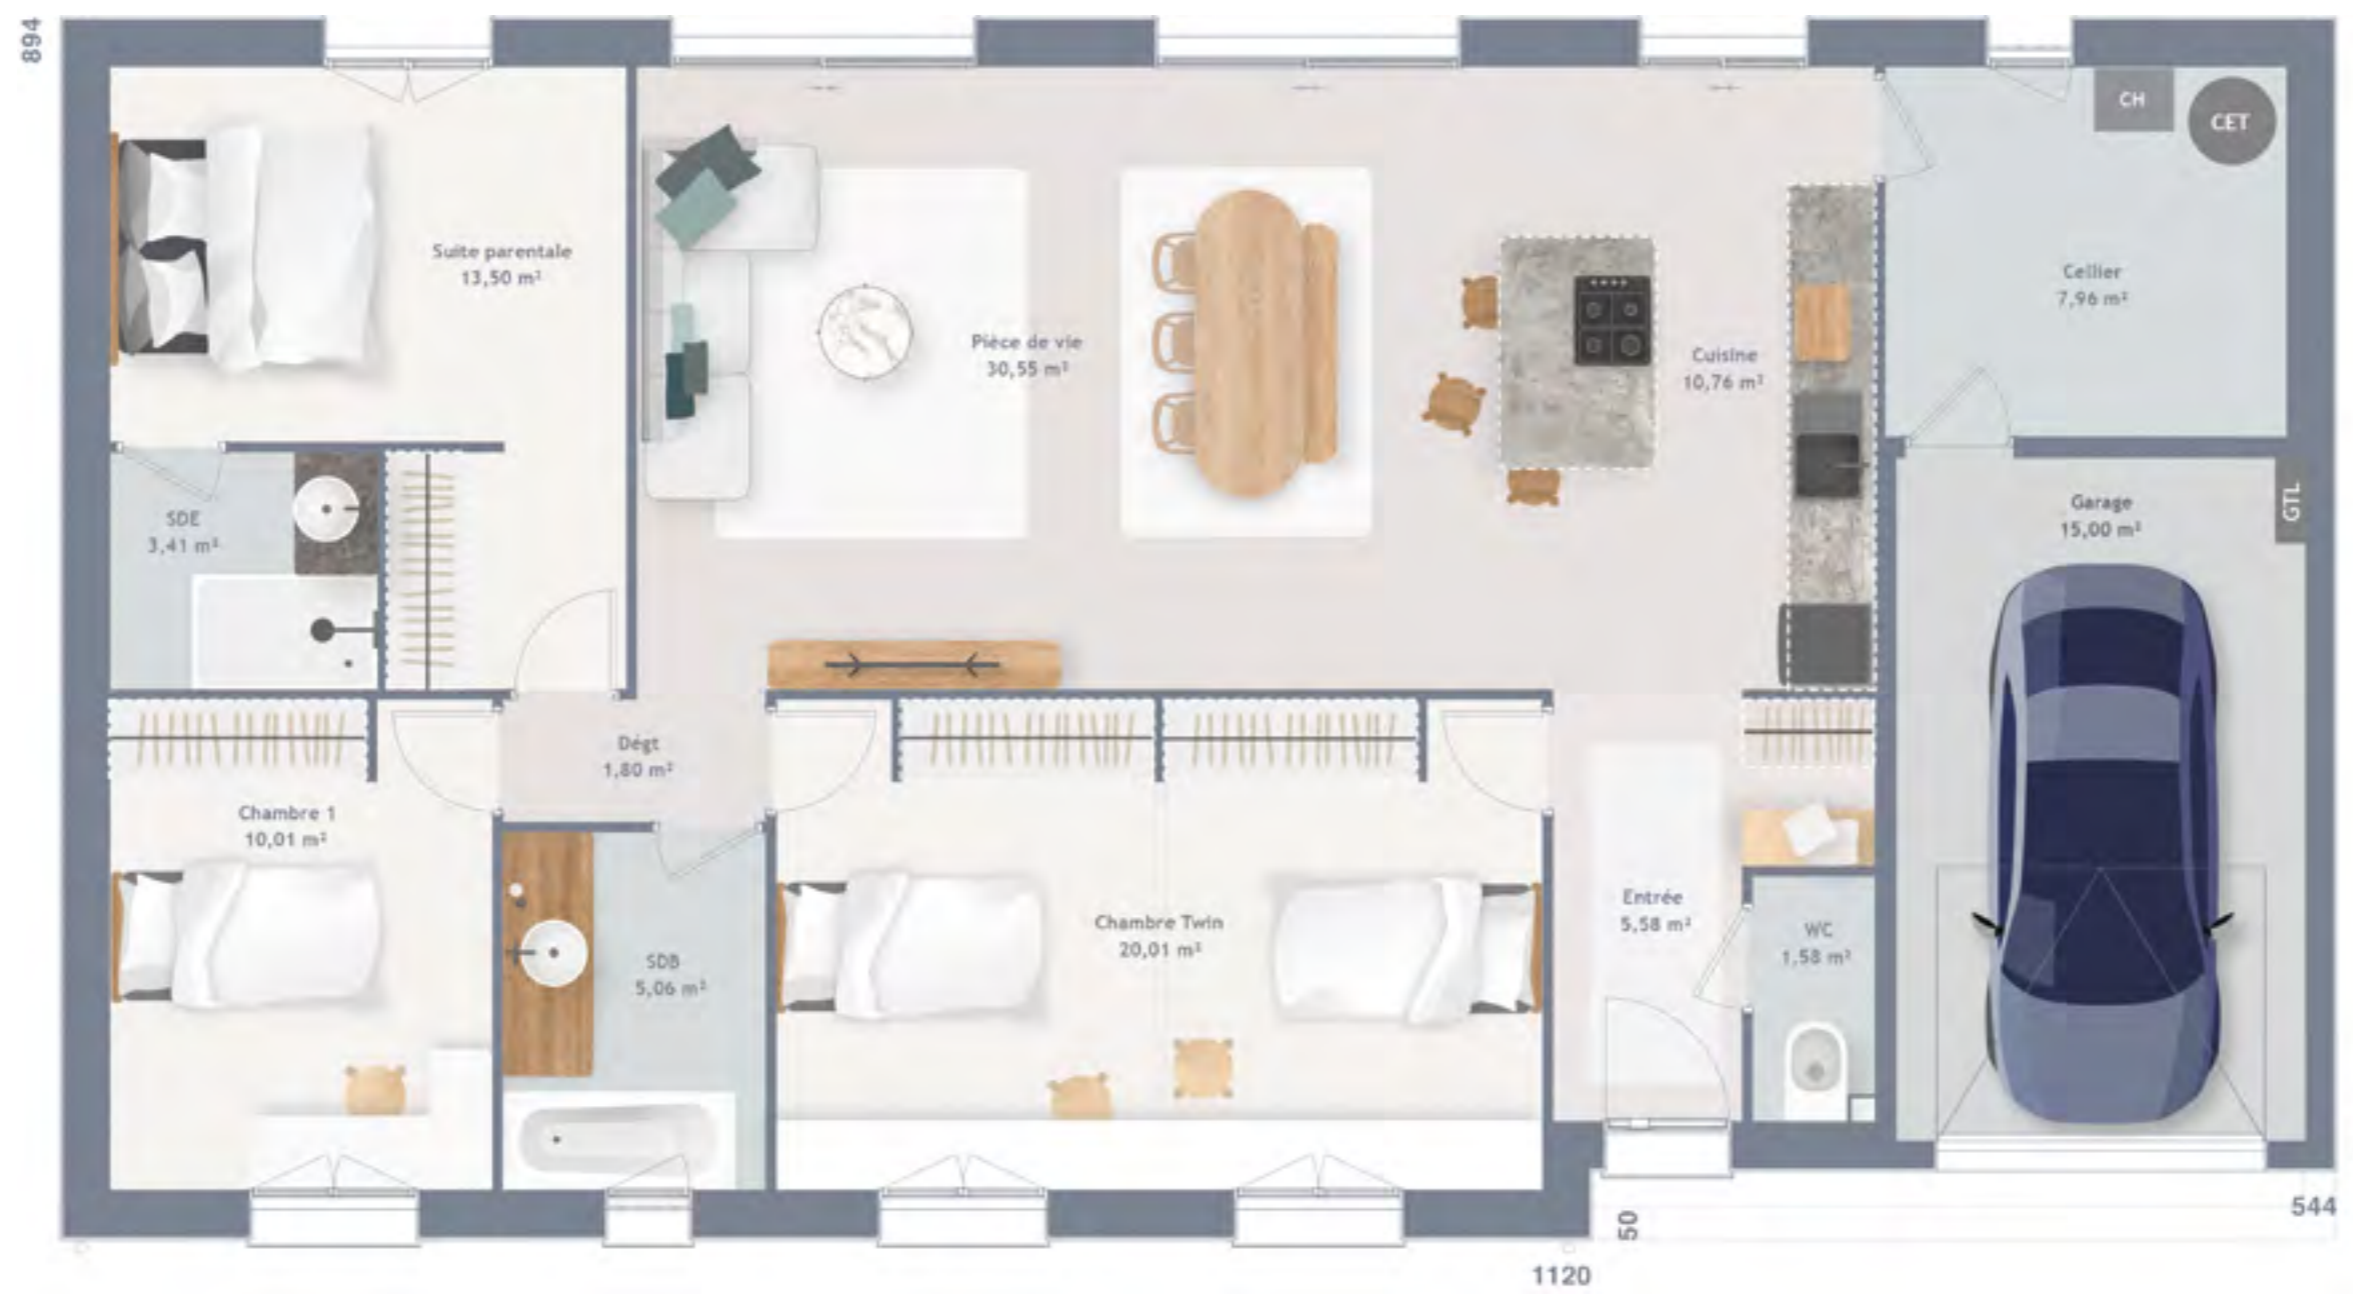 894
CH
CET
Suite parentale
13,50 m²
Pièce de vie
30,55 m²
Cuisine
10,76 m²
Cellier
7,96 m²
SDE
3,41 m²
Garage
15,00 m²
GTL
Dégt
1,80 m²
Chambre 1
10,01 m²
SDB
5,06 m²
Chambre Twin
20,01 m²
Entrée
5,58 m²
WC
1,58 m²
544
50
1120